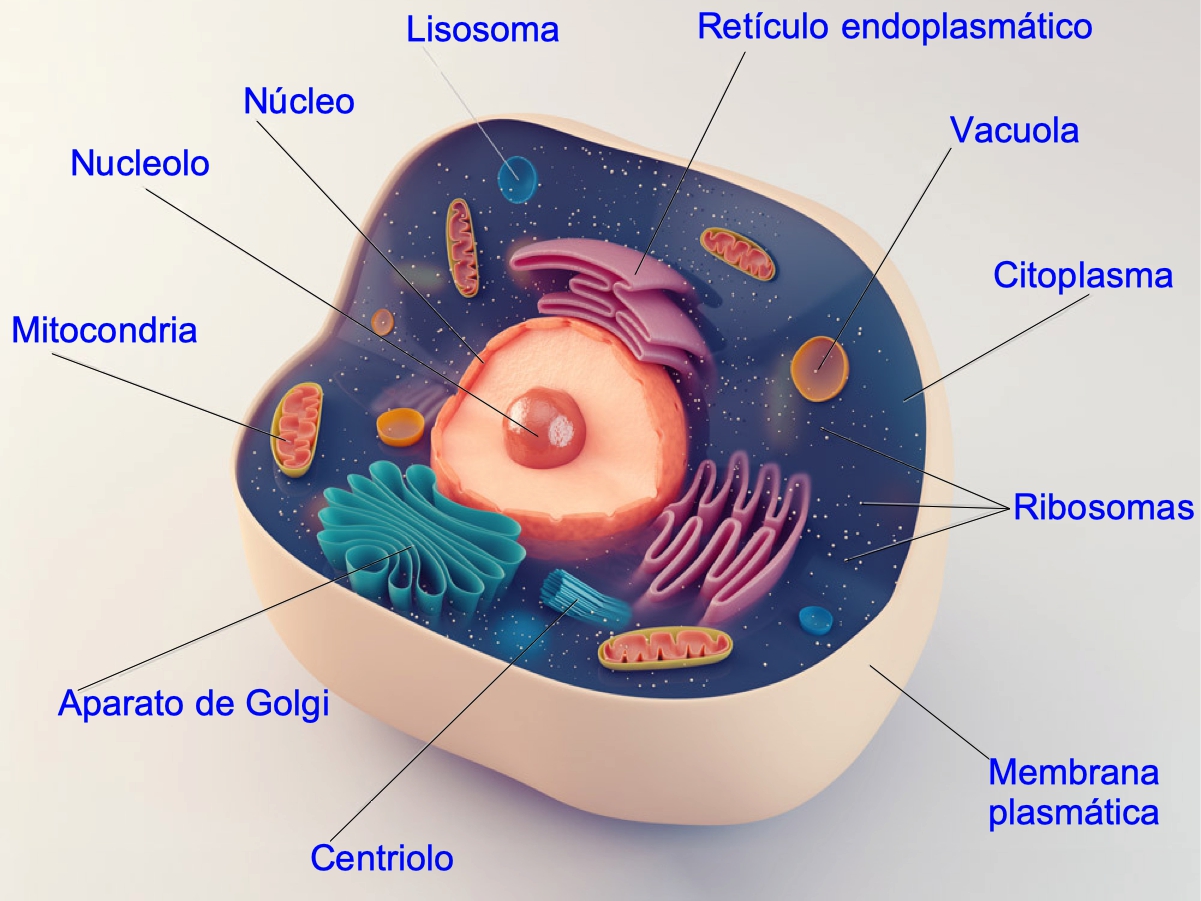 Lisosoma
Retículo endoplasmático
Núcleo
Vacuola
Nucleolo
Citoplasma
Mitocondria
Ribosomas
Aparato de Golgi
Membrana
plasmática
Centriolo